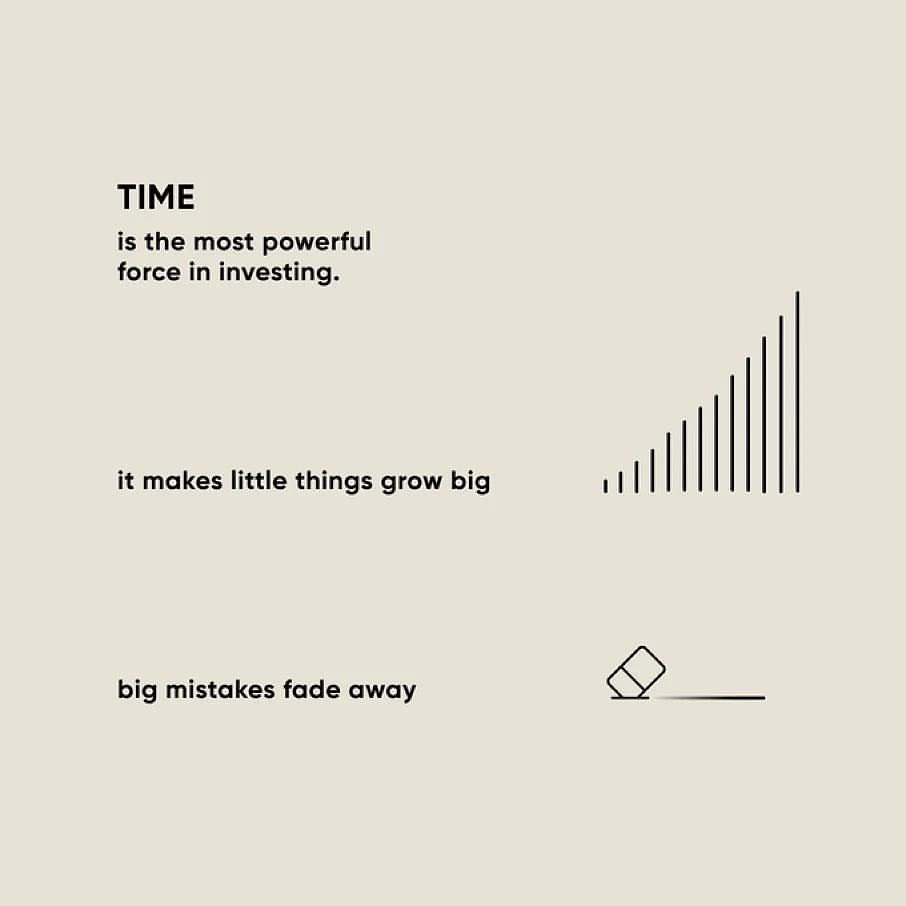 TIME
is the most powerful
force in investing.
it makes little things grow big
big mistakes fade away